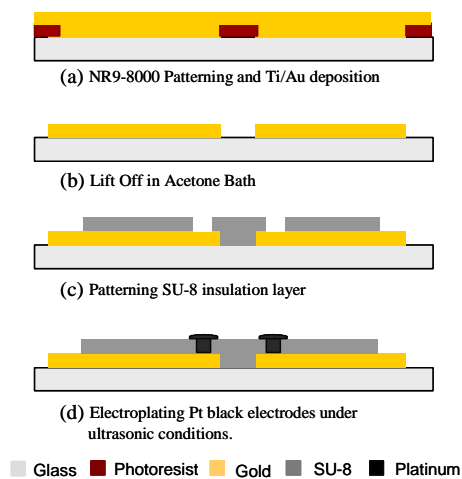 (a) NR9-8000 Patterning and Ti/Au deposition
(b) Lift Off in Acetone Bath
(c) Patterning SU-8 insulation layer
(d) Electroplating Pt black electrodes under
ultrasonic conditions.
Glass Photoresist Gold SU-8 Platinum